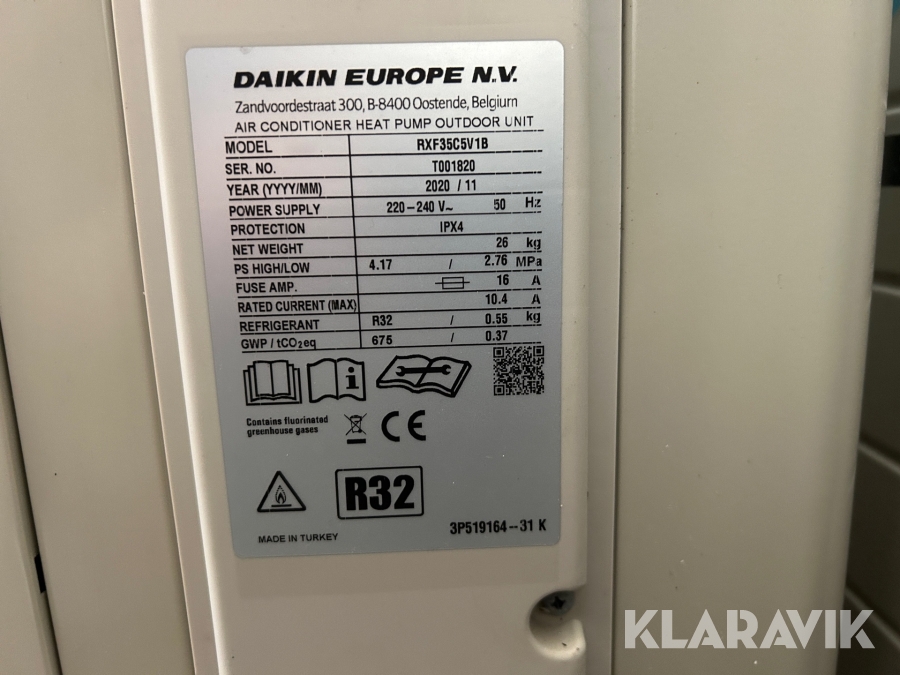 DAIKIN EUROPE N.V.
Zandvoordestraat 300, B-8400 Oostende, Belgium
AIR CONDITIONER HEAT PUMP OUTDOOR UNIT
MODEL RXF35C5V1B
SER. NO. T001820
YEAR (YYYY/MM) 2020 / 11
POWER SUPPLY 220-240 V~ 50 Hz
PROTECTION IPX4
NET WEIGHT 26 kg
PS HIGH/LOW 4.17 / 2.76 MPa
FUSE AMP. 16 A
RATED CURRENT (MAX) 10.4 A
REFRIGERANT R32 / 0.55 kg
GWP / tCO2eq 675 / 0.37
Contains fluorinated
greenhouse gases
CE
R32
MADE IN TURKEY
3P519164-31 K
KLARAVIK